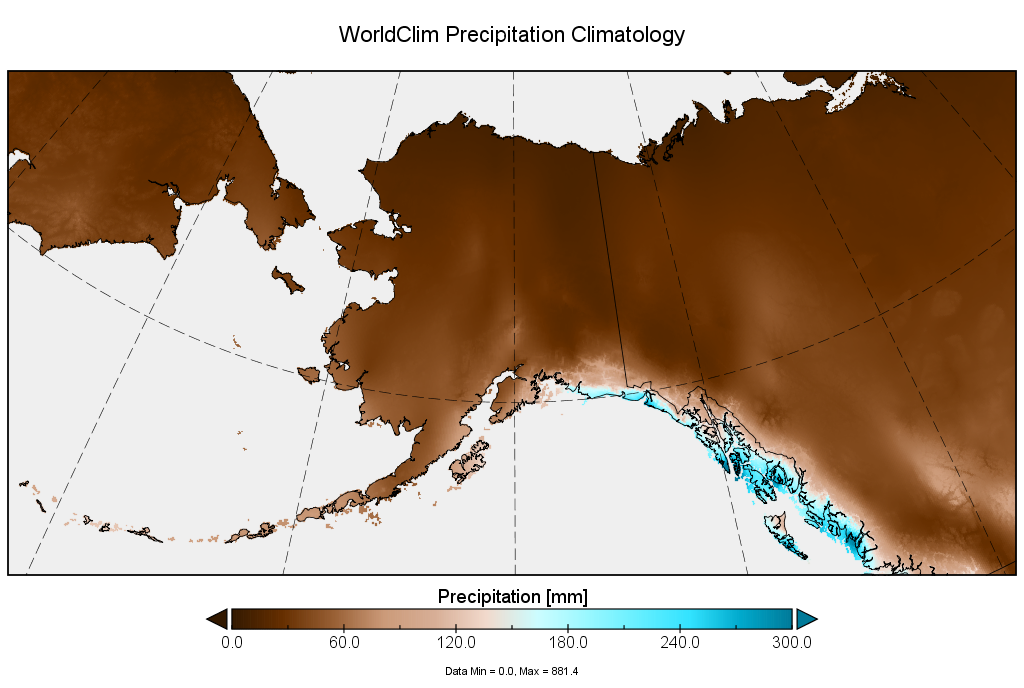 WorldClim Precipitation Climatology
Precipitation [mm]
0.0 60.0 120.0 180.0 240.0 300.0
Data Min = 0.0, Max = 881.4